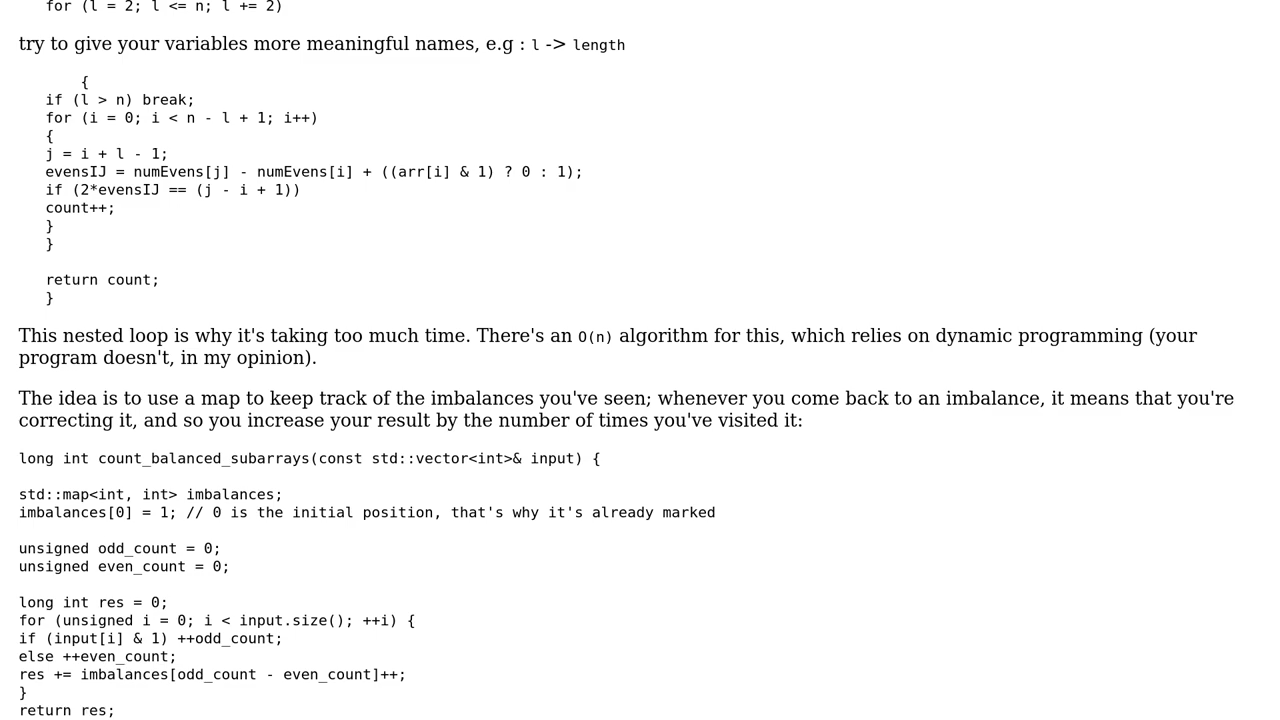 for (l = 2; l <= n; l += 2)
try to give your variables more meaningful names, e.g : l -> length
{
if (l > n) break;
for (i = 0; i < n - l + 1; i++)
{
j = i + l - 1;
evensIJ = numEvens[j] - numEvens[i] + ((arr[i] & 1) ? 0 : 1);
if (2*evensIJ == (j - i + 1))
count++;
}
}
return count;
}
This nested loop is why it's taking too much time. There's an O(n) algorithm for this, which relies on dynamic programming (your
program doesn't, in my opinion).
The idea is to use a map to keep track of the imbalances you've seen; whenever you come back to an imbalance, it means that you're
correcting it, and so you increase your result by the number of times you've visited it:
long int count_balanced_subarrays(const std::vector<int>& input) {
std::map<int, int> imbalances;
imbalances[0] = 1; // 0 is the initial position, that's why it's already marked
unsigned odd_count = 0;
unsigned even_count = 0;
long int res = 0;
for (unsigned i = 0; i < input.size(); ++i) {
if (input[i] & 1) ++odd_count;
else ++even_count;
res += imbalances[odd_count - even_count]++;
}
return res;